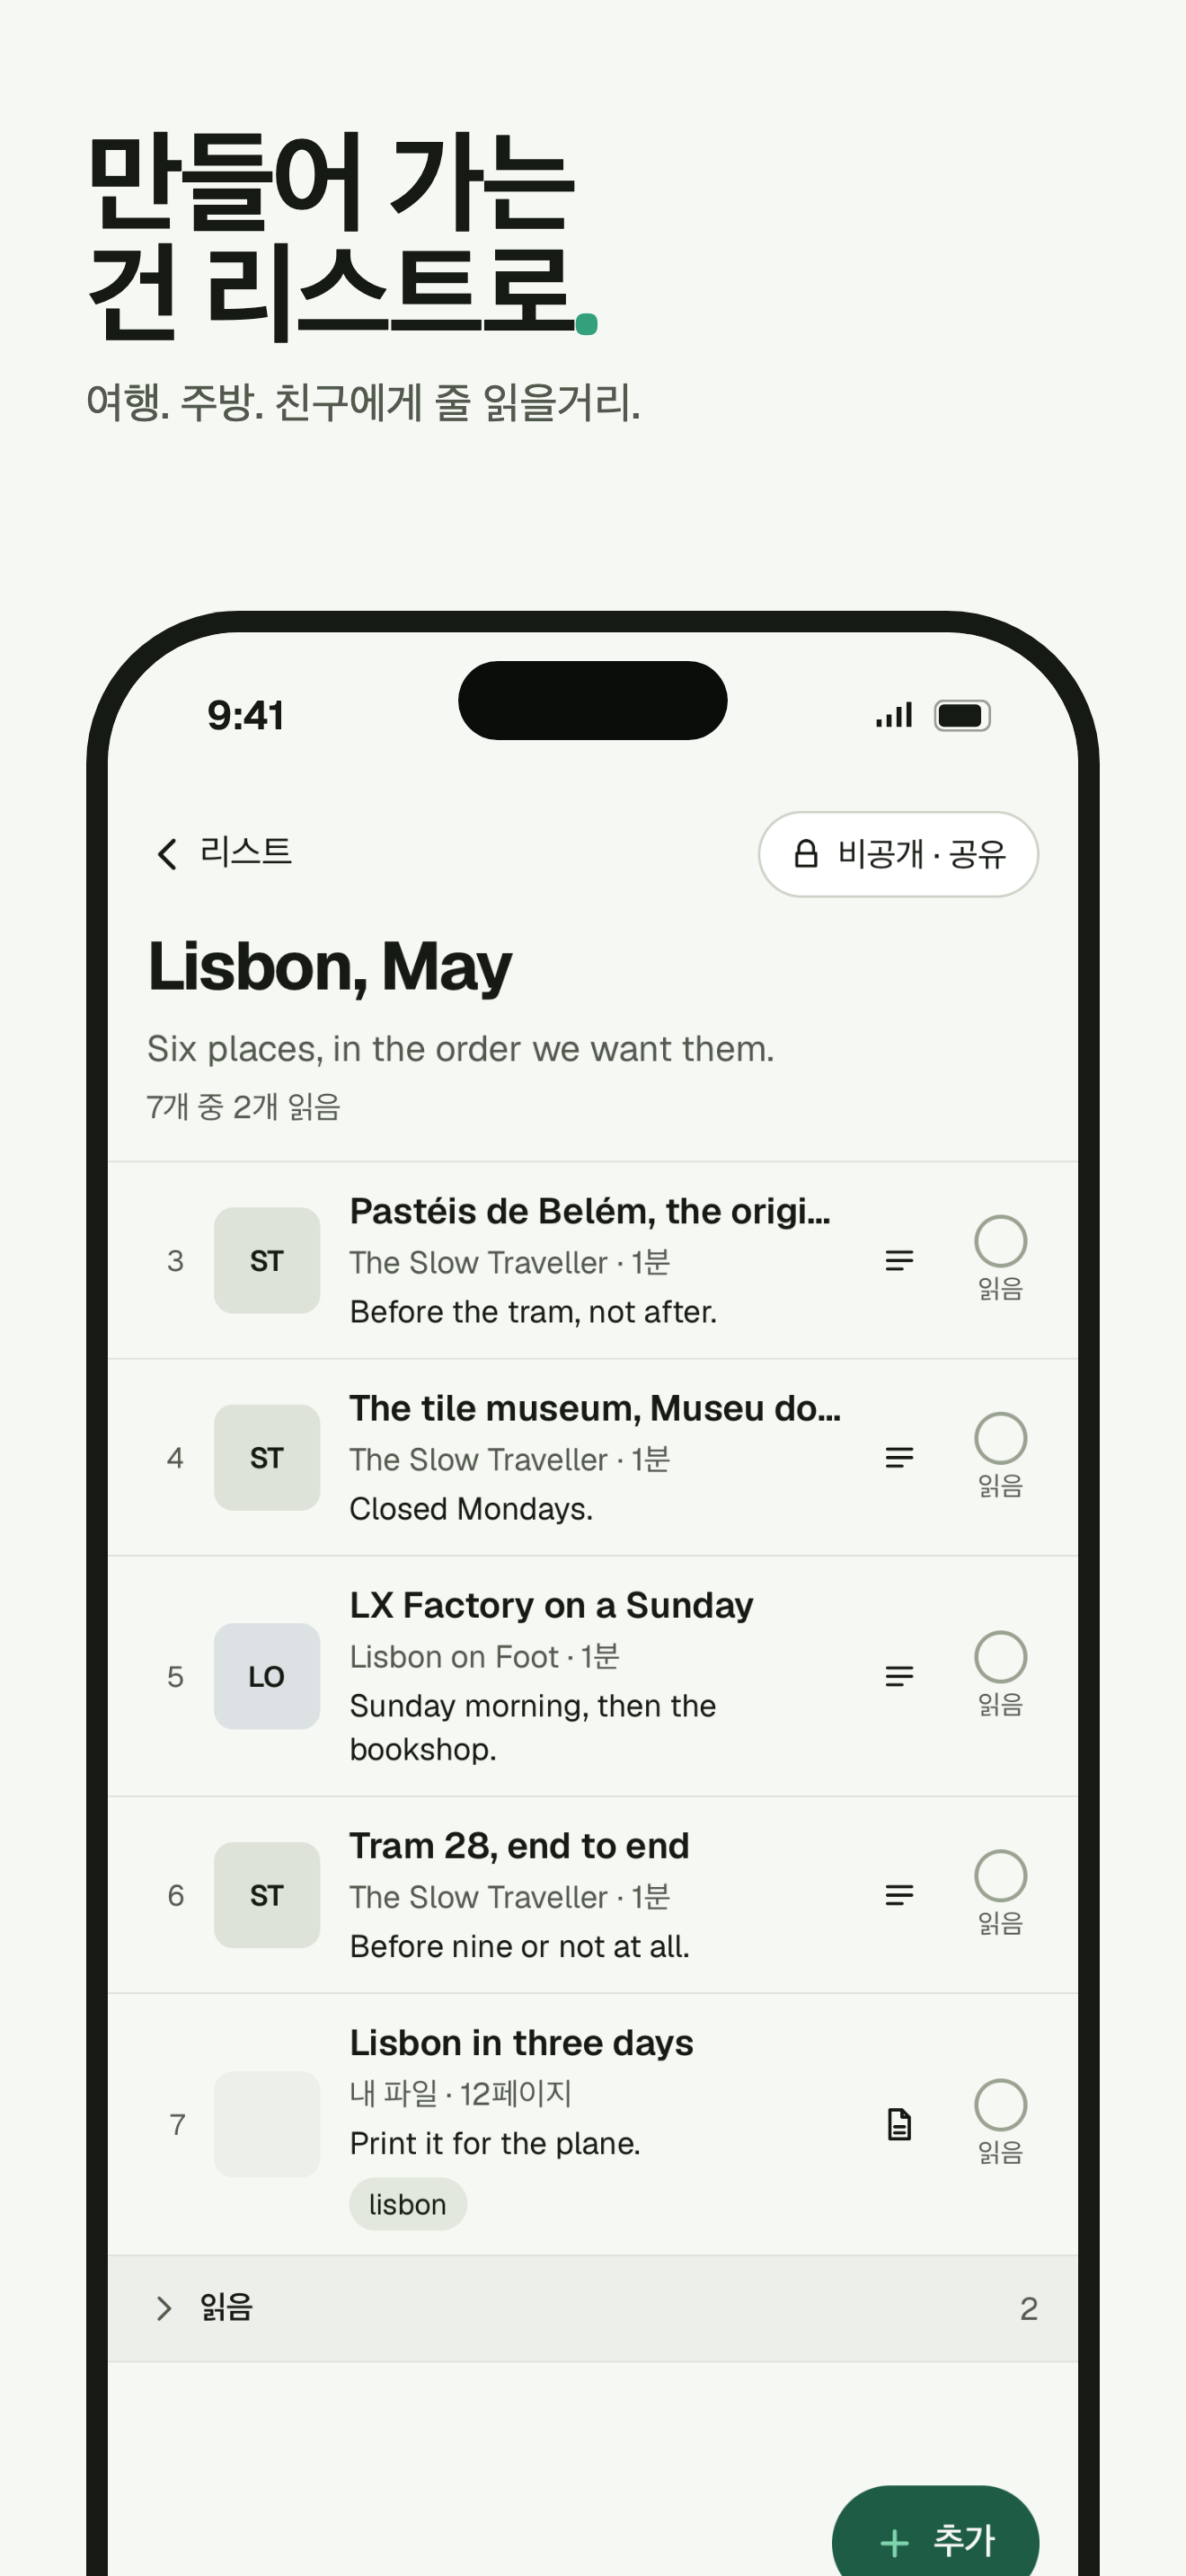 만들어 가는
건 리스트로.
여행. 주방. 친구에게 줄 읽을거리.
9:41
리스트
비공개 · 공유
Lisbon, May
Six places, in the order we want them.
7개 중 2개 읽음
3
ST
Pastéis de Belém, the origi...
The Slow Traveller · 1분
Before the tram, not after.
읽음
4
ST
The tile museum, Museu do...
The Slow Traveller · 1분
Closed Mondays.
읽음
5
LO
LX Factory on a Sunday
Lisbon on Foot · 1분
Sunday morning, then the
bookshop.
읽음
6
ST
Tram 28, end to end
The Slow Traveller · 1분
Before nine or not at all.
읽음
7
Lisbon in three days
내 파일 · 12페이지
Print it for the plane.
lisbon
읽음
읽음
2
+ 추가